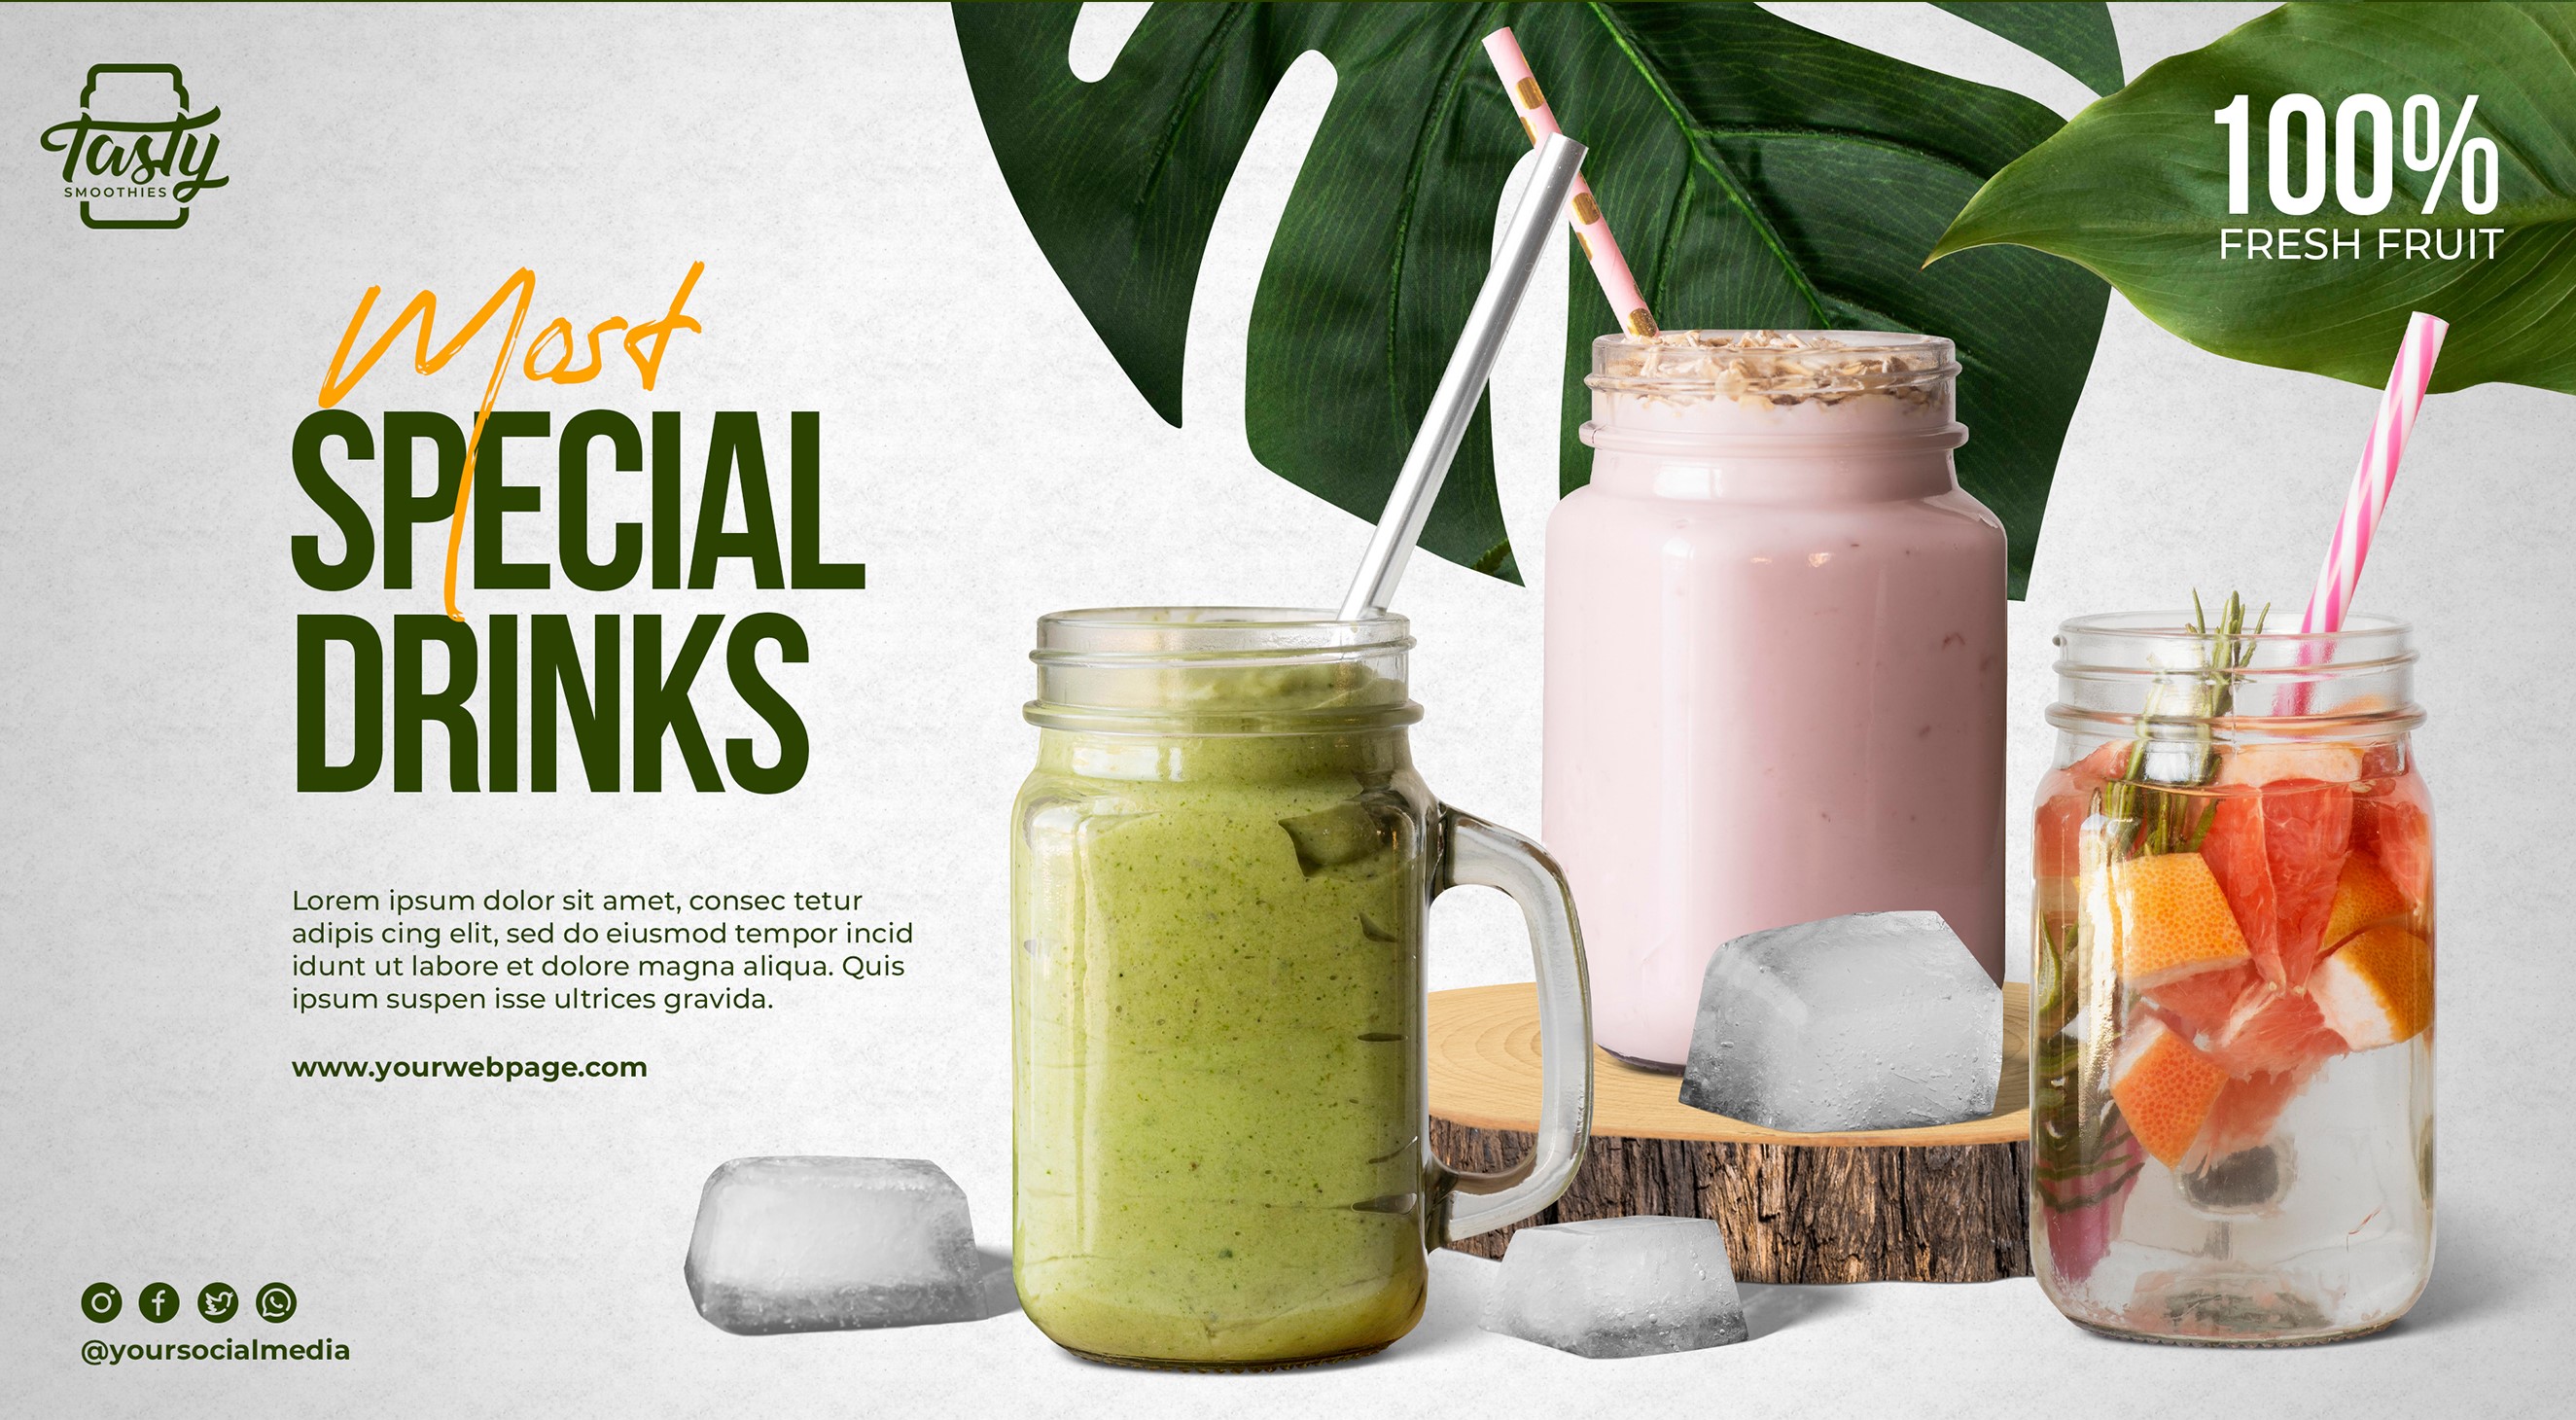 Tasty
SMOOTHIES
100%
FRESH FRUIT
Most
SPECIAL
DRINKS
Lorem ipsum dolor sit amet, consec tetur
adipis cing elit, sed do eiusmod tempor incid
idunt ut labore et dolore magna aliqua. Quis
ipsum suspen isse ultrices gravida.
www.yourwebpage.com
@yoursocialmedia